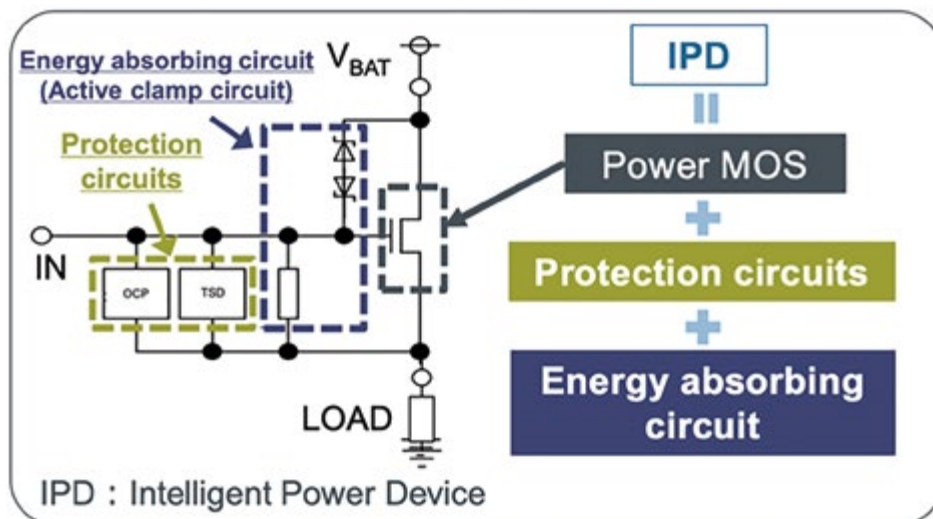 Energy absorbing circuit
(Active clamp circuit)
VBAT
Protection
circuits
IN
OCP
TSD
LOAD
IPD
Power MOS
Protection circuits
Energy absorbing
circuit
IPD : Intelligent Power Device